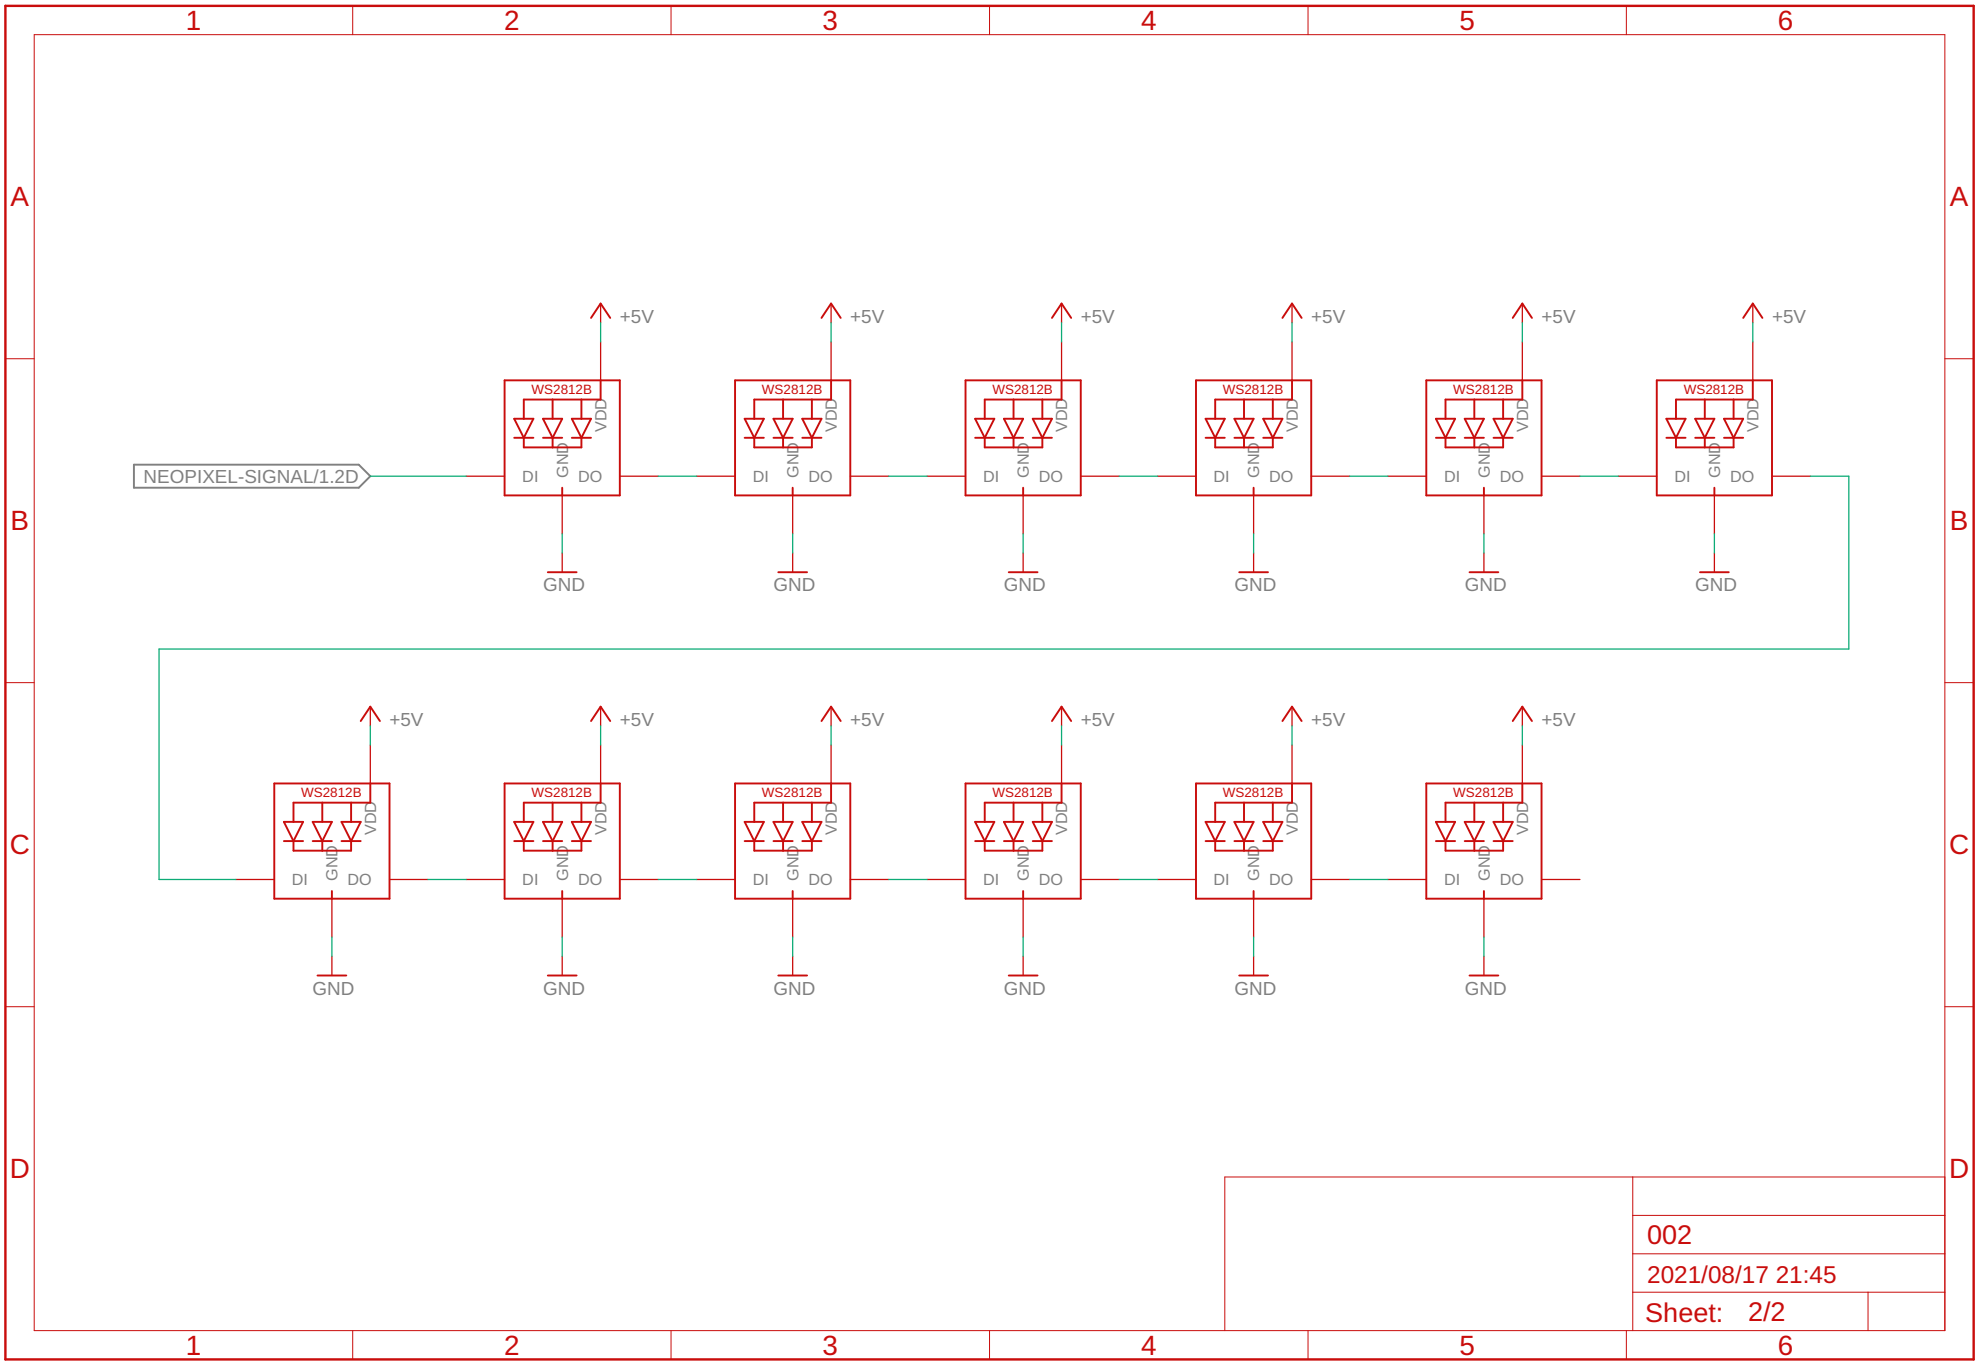 1 2 3 4 5 6
A A
+5V +5V +5V +5V +5V +5V
WS2812B WS2812B WS2812B WS2812B WS2812B WS2812B
VDD VDD VDD VDD VDD VDD
GND GND GND GND GND GND
NEOPIXEL-SIGNAL/1.2D DI DO DI DO DI DO DI DO DI DO DI DO
B B
GND GND GND GND GND GND
+5V +5V +5V +5V +5V +5V
WS2812B WS2812B WS2812B WS2812B WS2812B WS2812B
VDD VDD VDD VDD VDD VDD
C C
GND GND GND GND GND GND
DI DO DI DO DI DO DI DO DI DO DI DO
GND GND GND GND GND GND
D D
002
2021/08/17 21:45
Sheet: 2/2
1 2 3 4 5 6